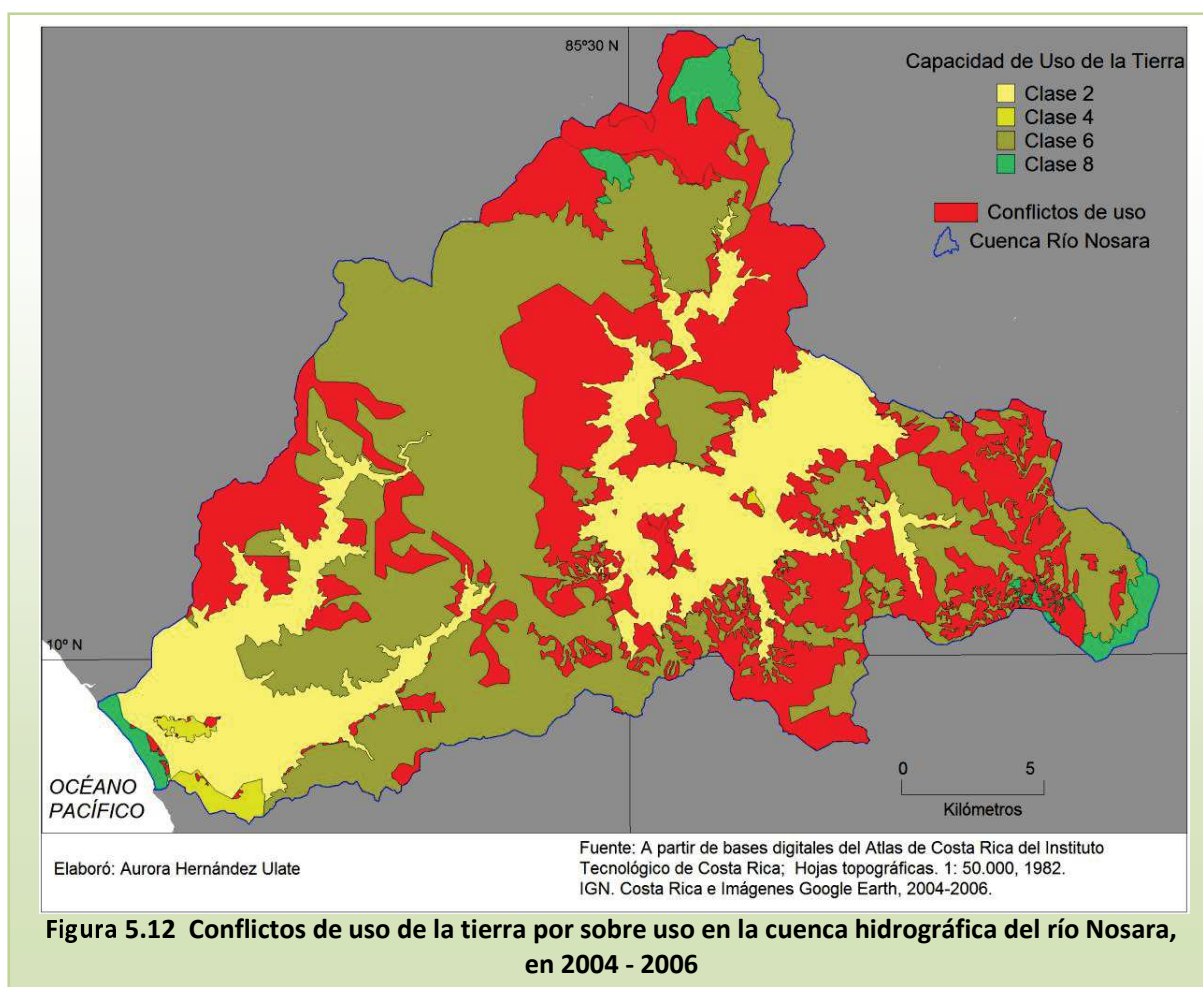 85º30 N
Capacidad de Uso de la Tierra
Clase 2
Clase 4
Clase 6
Clase 8
Conflictos de uso
Cuenca Río Nosara
10º N
OCÉANO
PACÍFICO
0 5
Kilómetros
Elaboró: Aurora Hernández Ulate
Fuente: A partir de bases digitales del Atlas de Costa Rica del Instituto
Tecnológico de Costa Rica; Hojas topográficas. 1: 50.000, 1982.
IGN. Costa Rica e Imágenes Google Earth, 2004-2006.
Figura 5.12 Conflictos de uso de la tierra por sobre uso en la cuenca hidrográfica del río Nosara,
en 2004 - 2006